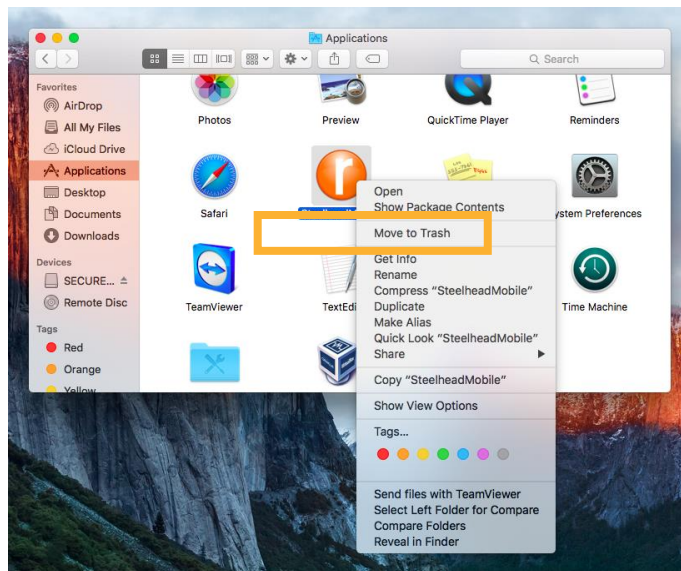 Applications
Search
Favorites
AirDrop
All My Files
iCloud Drive
Applications
Desktop
Documents
Downloads
Devices
SECURE...
Remote Disc
Tags
Red
Orange
Yellow
Photos
Preview
QuickTime Player
Reminders
Safari
ystem Preferences
TeamViewer
TextEdi
Time Machine
Open
Show Package Contents
Move to Trash
Get Info
Rename
Compress “SteelheadMobile”
Duplicate
Make Alias
Quick Look “SteelheadMobile”
Share
Copy “SteelheadMobile”
Show View Options
Tags...
Send files with TeamViewer
Select Left Folder for Compare
Compare Folders
Reveal in Finder